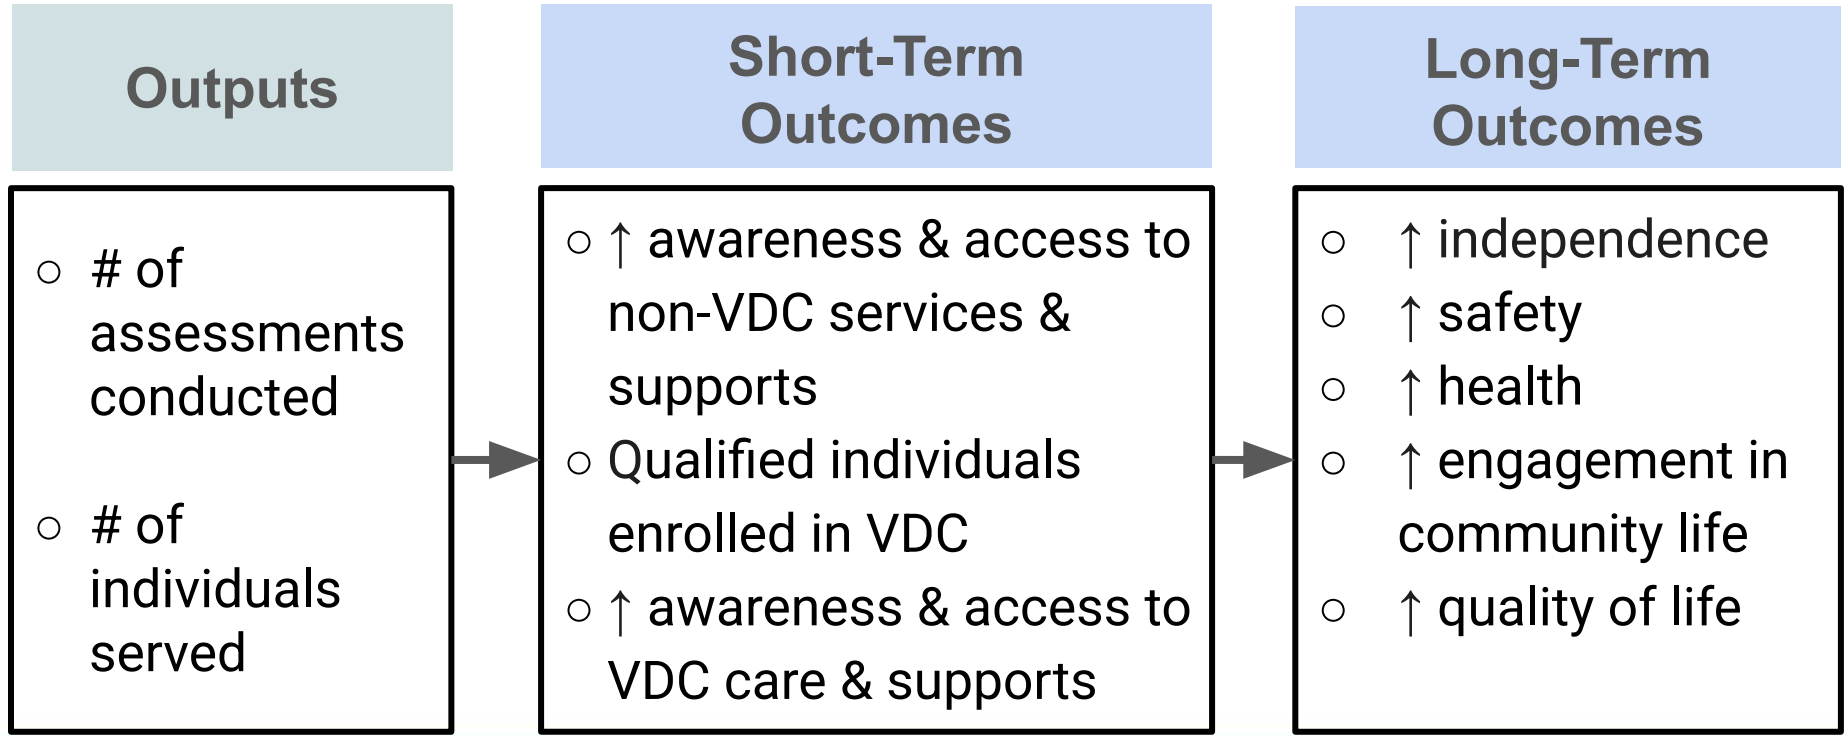 Outputs
○ # of
assessments
conducted
○ # of
individuals
served
Short-Term
Outcomes
○ ↑ awareness & access to
non-VDC services &
supports
○ Qualified individuals
enrolled in VDC
○ ↑ awareness & access to
VDC care & supports
Long-Term
Outcomes
○ ↑ independence
○ ↑ safety
○ ↑ health
○ ↑ engagement in
community life
○ ↑ quality of life